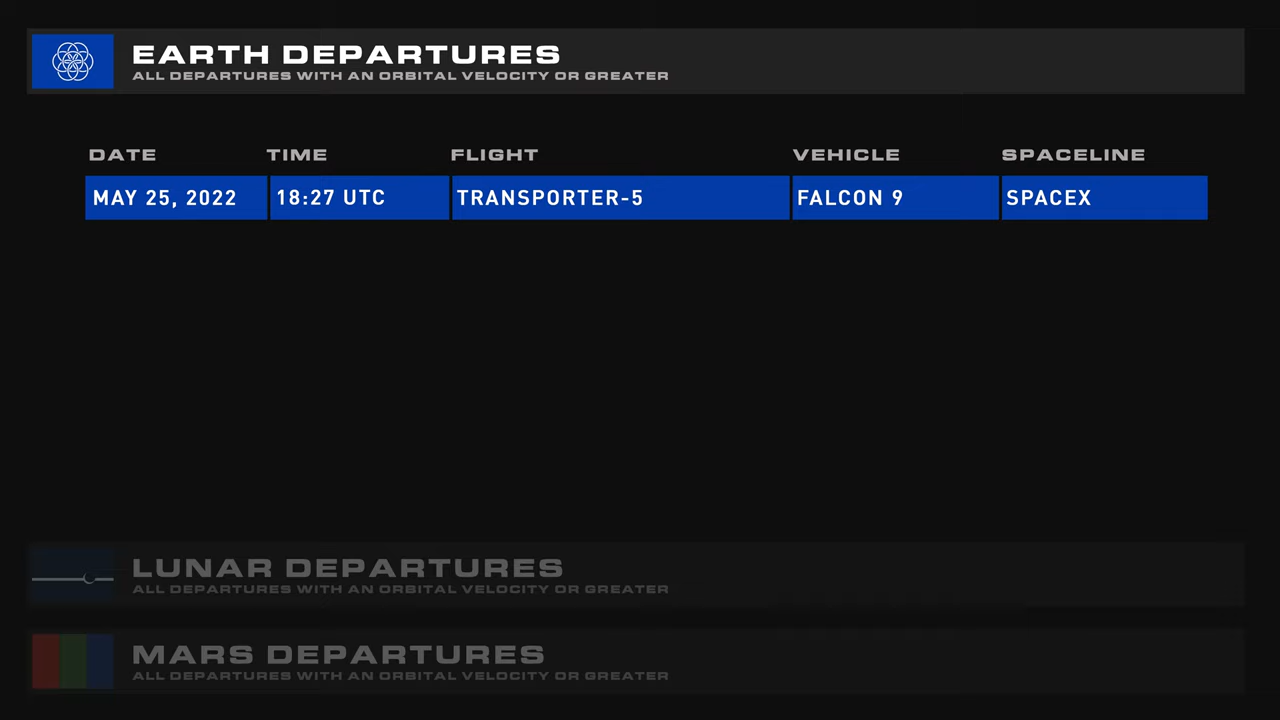 EARTH DEPARTURES
ALL DEPARTURES WITH AN ORBITAL VELOCITY OR GREATER
DATE TIME FLIGHT VEHICLE SPACELINE
MAY 25, 2022 18:27 UTC TRANSPORTER-5 FALCON 9 SPACEX
LUNAR DEPARTURES
ALL DEPARTURES WITH AN ORBITAL VELOCITY OR GREATER
MARS DEPARTURES
ALL DEPARTURES WITH AN ORBITAL VELOCITY OR GREATER